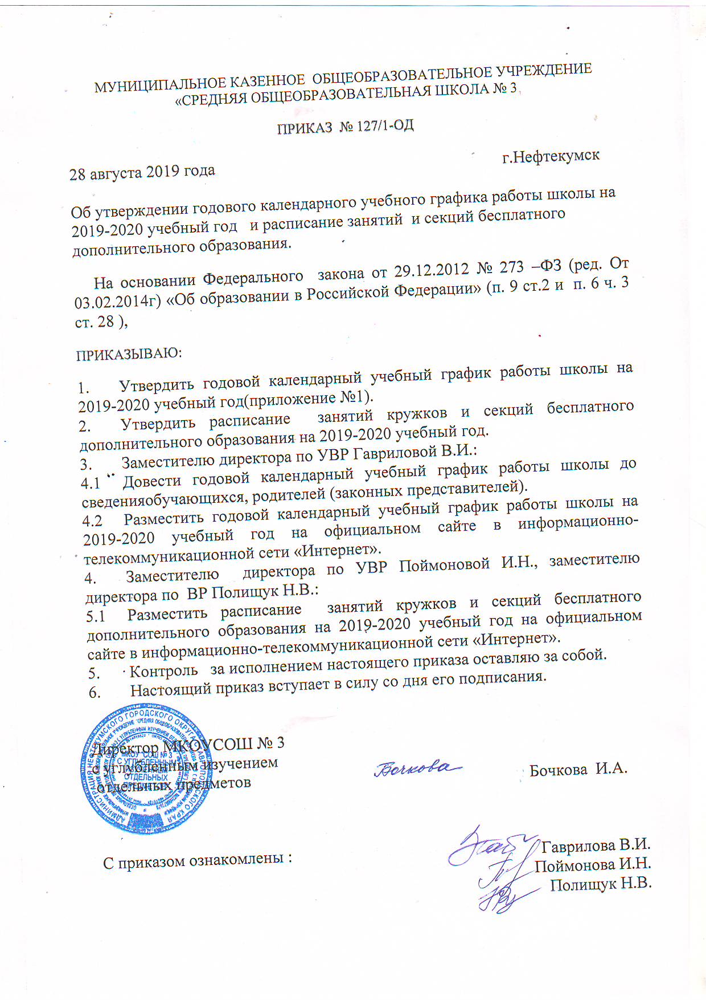 МУНИЦИПАЛЬНОЕ КАЗЕННОЕ ОБЩЕОБРАЗОВАТЕЛЬНОЕ УЧРЕЖДЕНИЕ
«СРЕДНЯЯ ОБЩЕОБРАЗОВАТЕЛЬНАЯ ШКОЛА № 3
ПРИКАЗ № 127/1-ОД
г.Нефтекумск
28 августа 2019 года
Об утверждении годового календарного учебного графика работы школы на
2019-2020 учебный год и расписание занятий и секций бесплатного
дополнительного образования.
На основании Федерального закона от 29.12.2012 № 273 –ФЗ (ред. От
03.02.2014г) «Об образовании в Российской Федерации» (п. 9 ст.2 и п. 6 ч. 3
ст. 28 ),
ПРИКАЗЫВАЮ:
1. Утвердить годовой календарный учебный график работы школы на
2019-2020 учебный год(приложение №1).
2. Утвердить расписание занятий кружков и секций бесплатного
дополнительного образования на 2019-2020 учебный год.
3. Заместителю директора по УВР Гавриловой В.И.:
4.1 Довести годовой календарный учебный график работы школы до
сведенияобучающихся, родителей (законных представителей).
4.2 Разместить годовой календарный учебный график работы школы на
2019-2020 учебный год на официальном сайте в информационно-
телекоммуникационной сети «Интернет».
4. Заместителю директора по УВР Поймоновой И.Н., заместителю
директора по ВР Полищук Н.В.:
5.1 Разместить расписание занятий кружков и секций бесплатного
дополнительного образования на 2019-2020 учебный год на официальном
сайте в информационно-телекоммуникационной сети «Интернет».
5. Контроль за исполнением настоящего приказа оставляю за собой.
6. Настоящий приказ вступает в силу со дня его подписания.
АДМИНИСТРАЦИЯ НЕФТЕКУМСКОГО ГОРОДСКОГО ОКРУГА СТАВРОПОЛЬСКОГО КРАЯ
МКОУ СОШ № 3
С УГЛУБЛЕННЫМ
ИЗУЧЕНИЕМ
ОТДЕЛЬНЫХ
ПРЕДМЕТОВ
Директор МКОУСОШ № 3
с углубленным изучением
отдельных предметов
Бочкова
Бочкова И.А.
С приказом ознакомлены :
Гаврилова В.И.
Поймонова И.Н.
Полищук Н.В.